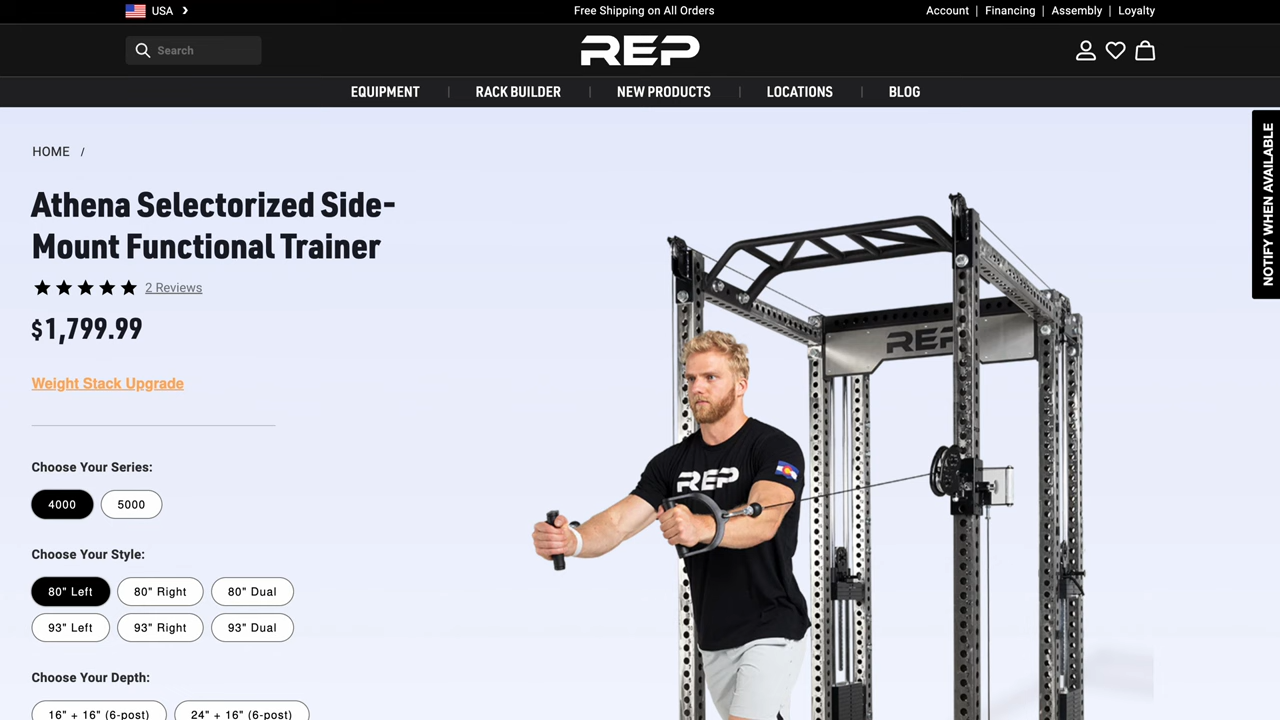 USA
Free Shipping on All Orders
Account | Financing | Assembly | Loyalty
Search
REP
EQUIPMENT | RACK BUILDER | NEW PRODUCTS | LOCATIONS | BLOG
NOTIFY WHEN AVAILABLE
HOME /
Athena Selectorized Side-
Mount Functional Trainer
2 Reviews
$1,799.99
Weight Stack Upgrade
Choose Your Series:
4000 5000
Choose Your Style:
80" Left 80" Right 80" Dual
93" Left 93" Right 93" Dual
Choose Your Depth:
16" + 16" (6-post) 24" + 16" (6-post)
REP
REP